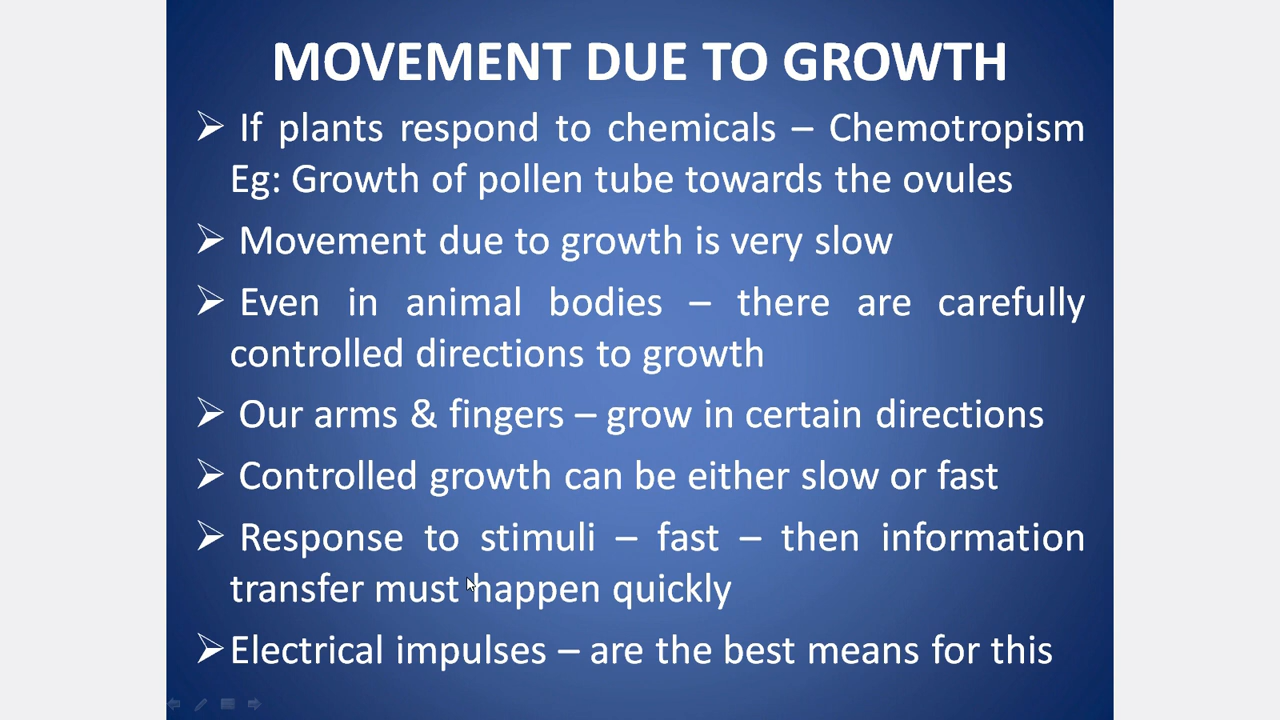 MOVEMENT DUE TO GROWTH
➢ If plants respond to chemicals – Chemotropism
Eg: Growth of pollen tube towards the ovules
➢ Movement due to growth is very slow
➢ Even in animal bodies – there are carefully
controlled directions to growth
➢ Our arms & fingers – grow in certain directions
➢ Controlled growth can be either slow or fast
➢ Response to stimuli – fast – then information
transfer must happen quickly
➢Electrical impulses – are the best means for this